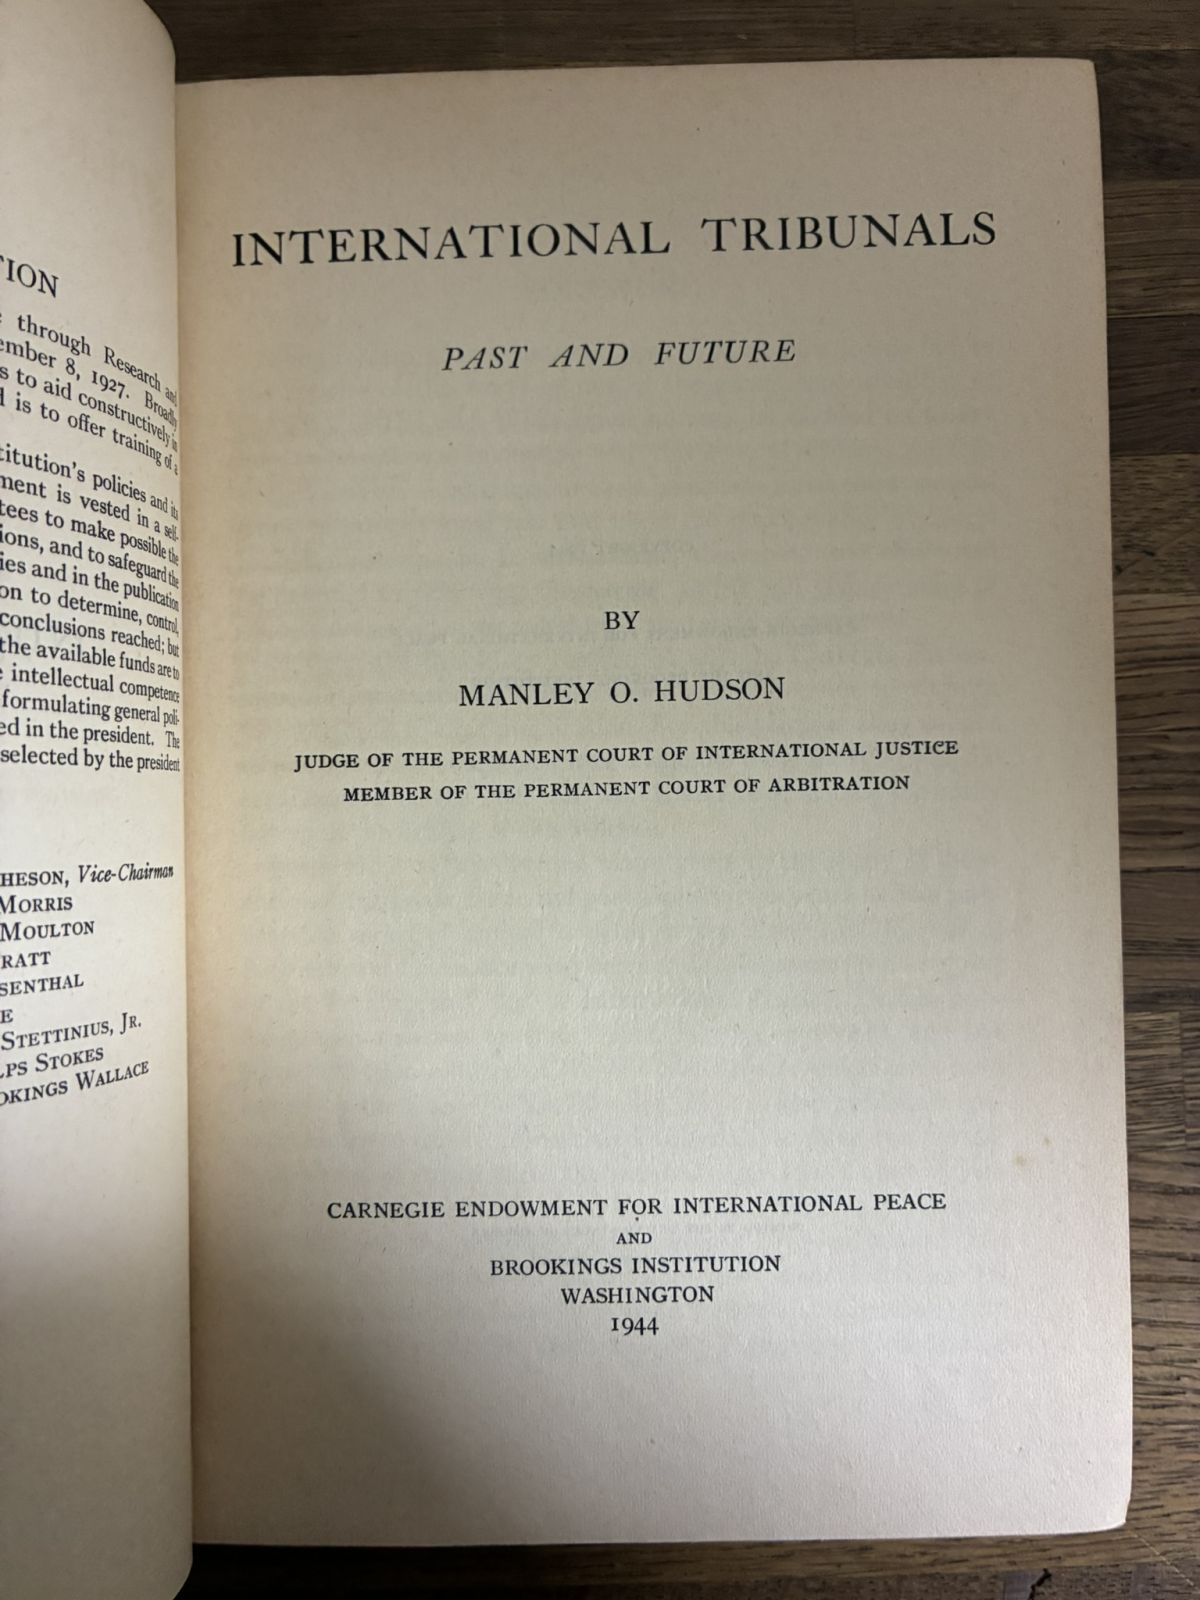 TION
through Research and
ember 8, 1927. Broadly
s to aid constructively in
is to offer training of a
titution's policies and its
ment is vested in a self-
tees to make possible the
ions, and to safeguard the
ies and in the publication
on to determine, control,
conclusions reached; but
the available funds are to
intellectual competence
formulating general poli-
ed in the president. The
selected by the president
HESON, Vice-Chairman
MORRIS
MOULTON
RATT
SENTHAL
E
STETTINIUS, JR.
LPS STOKES
OKINGS WALLACE
INTERNATIONAL TRIBUNALS
PAST AND FUTURE
BY
MANLEY O. HUDSON
JUDGE OF THE PERMANENT COURT OF INTERNATIONAL JUSTICE
MEMBER OF THE PERMANENT COURT OF ARBITRATION
CARNEGIE ENDOWMENT FOR INTERNATIONAL PEACE
AND
BROOKINGS INSTITUTION
WASHINGTON
1944